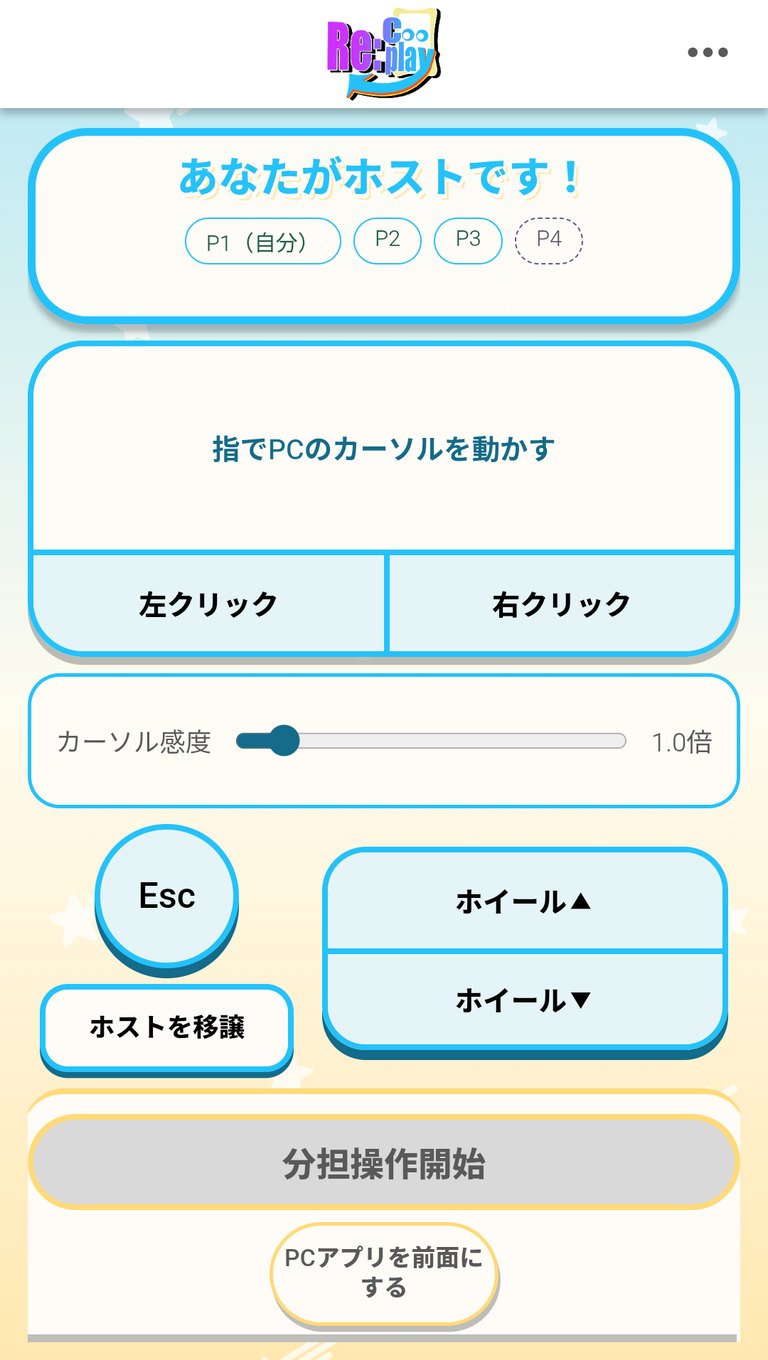 Re:Cooplay
あなたがホストです！
P1（自分） P2 P3 P4
指でPCのカーソルを動かす
左クリック 右クリック
カーソル感度 1.0倍
Esc
ホイール▲
ホイール▼
ホストを移譲
分担操作開始
PCアプリを前面に
する